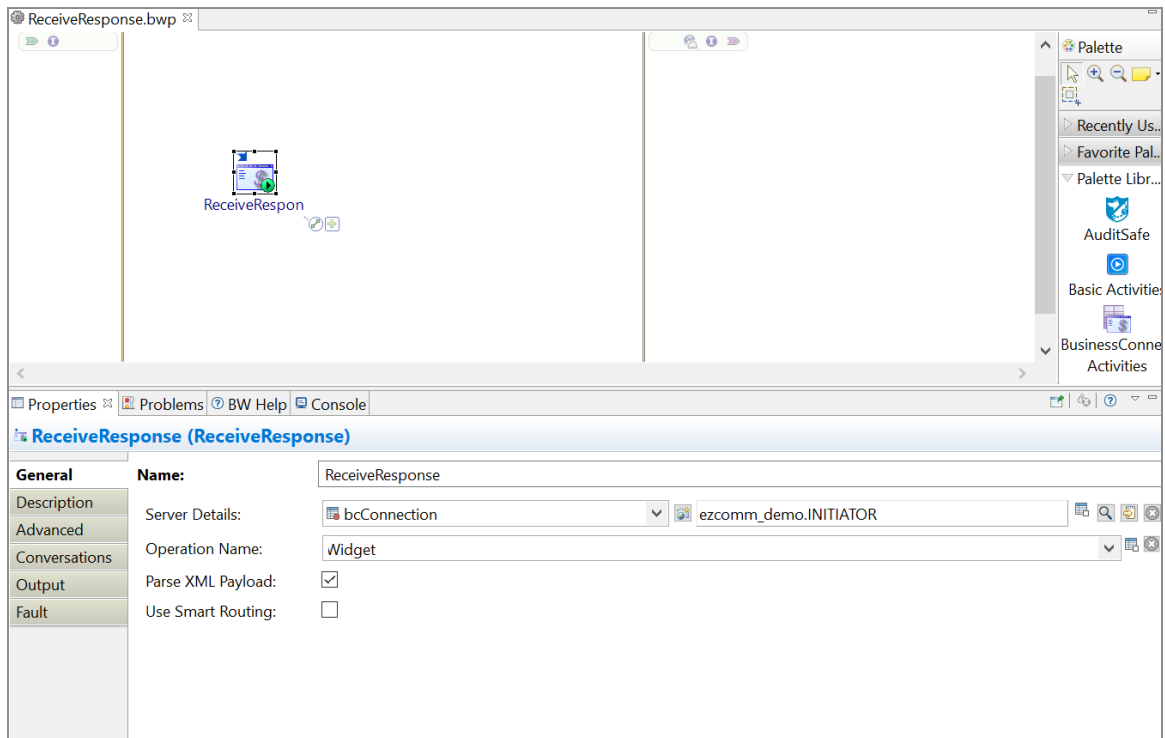 ReceiveResponse.bwp
Palette
Recently Us..
Favorite Pal..
Palette Libr...
AuditSafe
Basic Activities
BusinessConne
Activities
ReceiveRespon
Properties Problems BW Help Console
ReceiveResponse (ReceiveResponse)
General
Description
Advanced
Conversations
Output
Fault
Name: ReceiveResponse
Server Details: bcConnection ezcomm_demo.INITIATOR
Operation Name: Widget
Parse XML Payload:
Use Smart Routing: